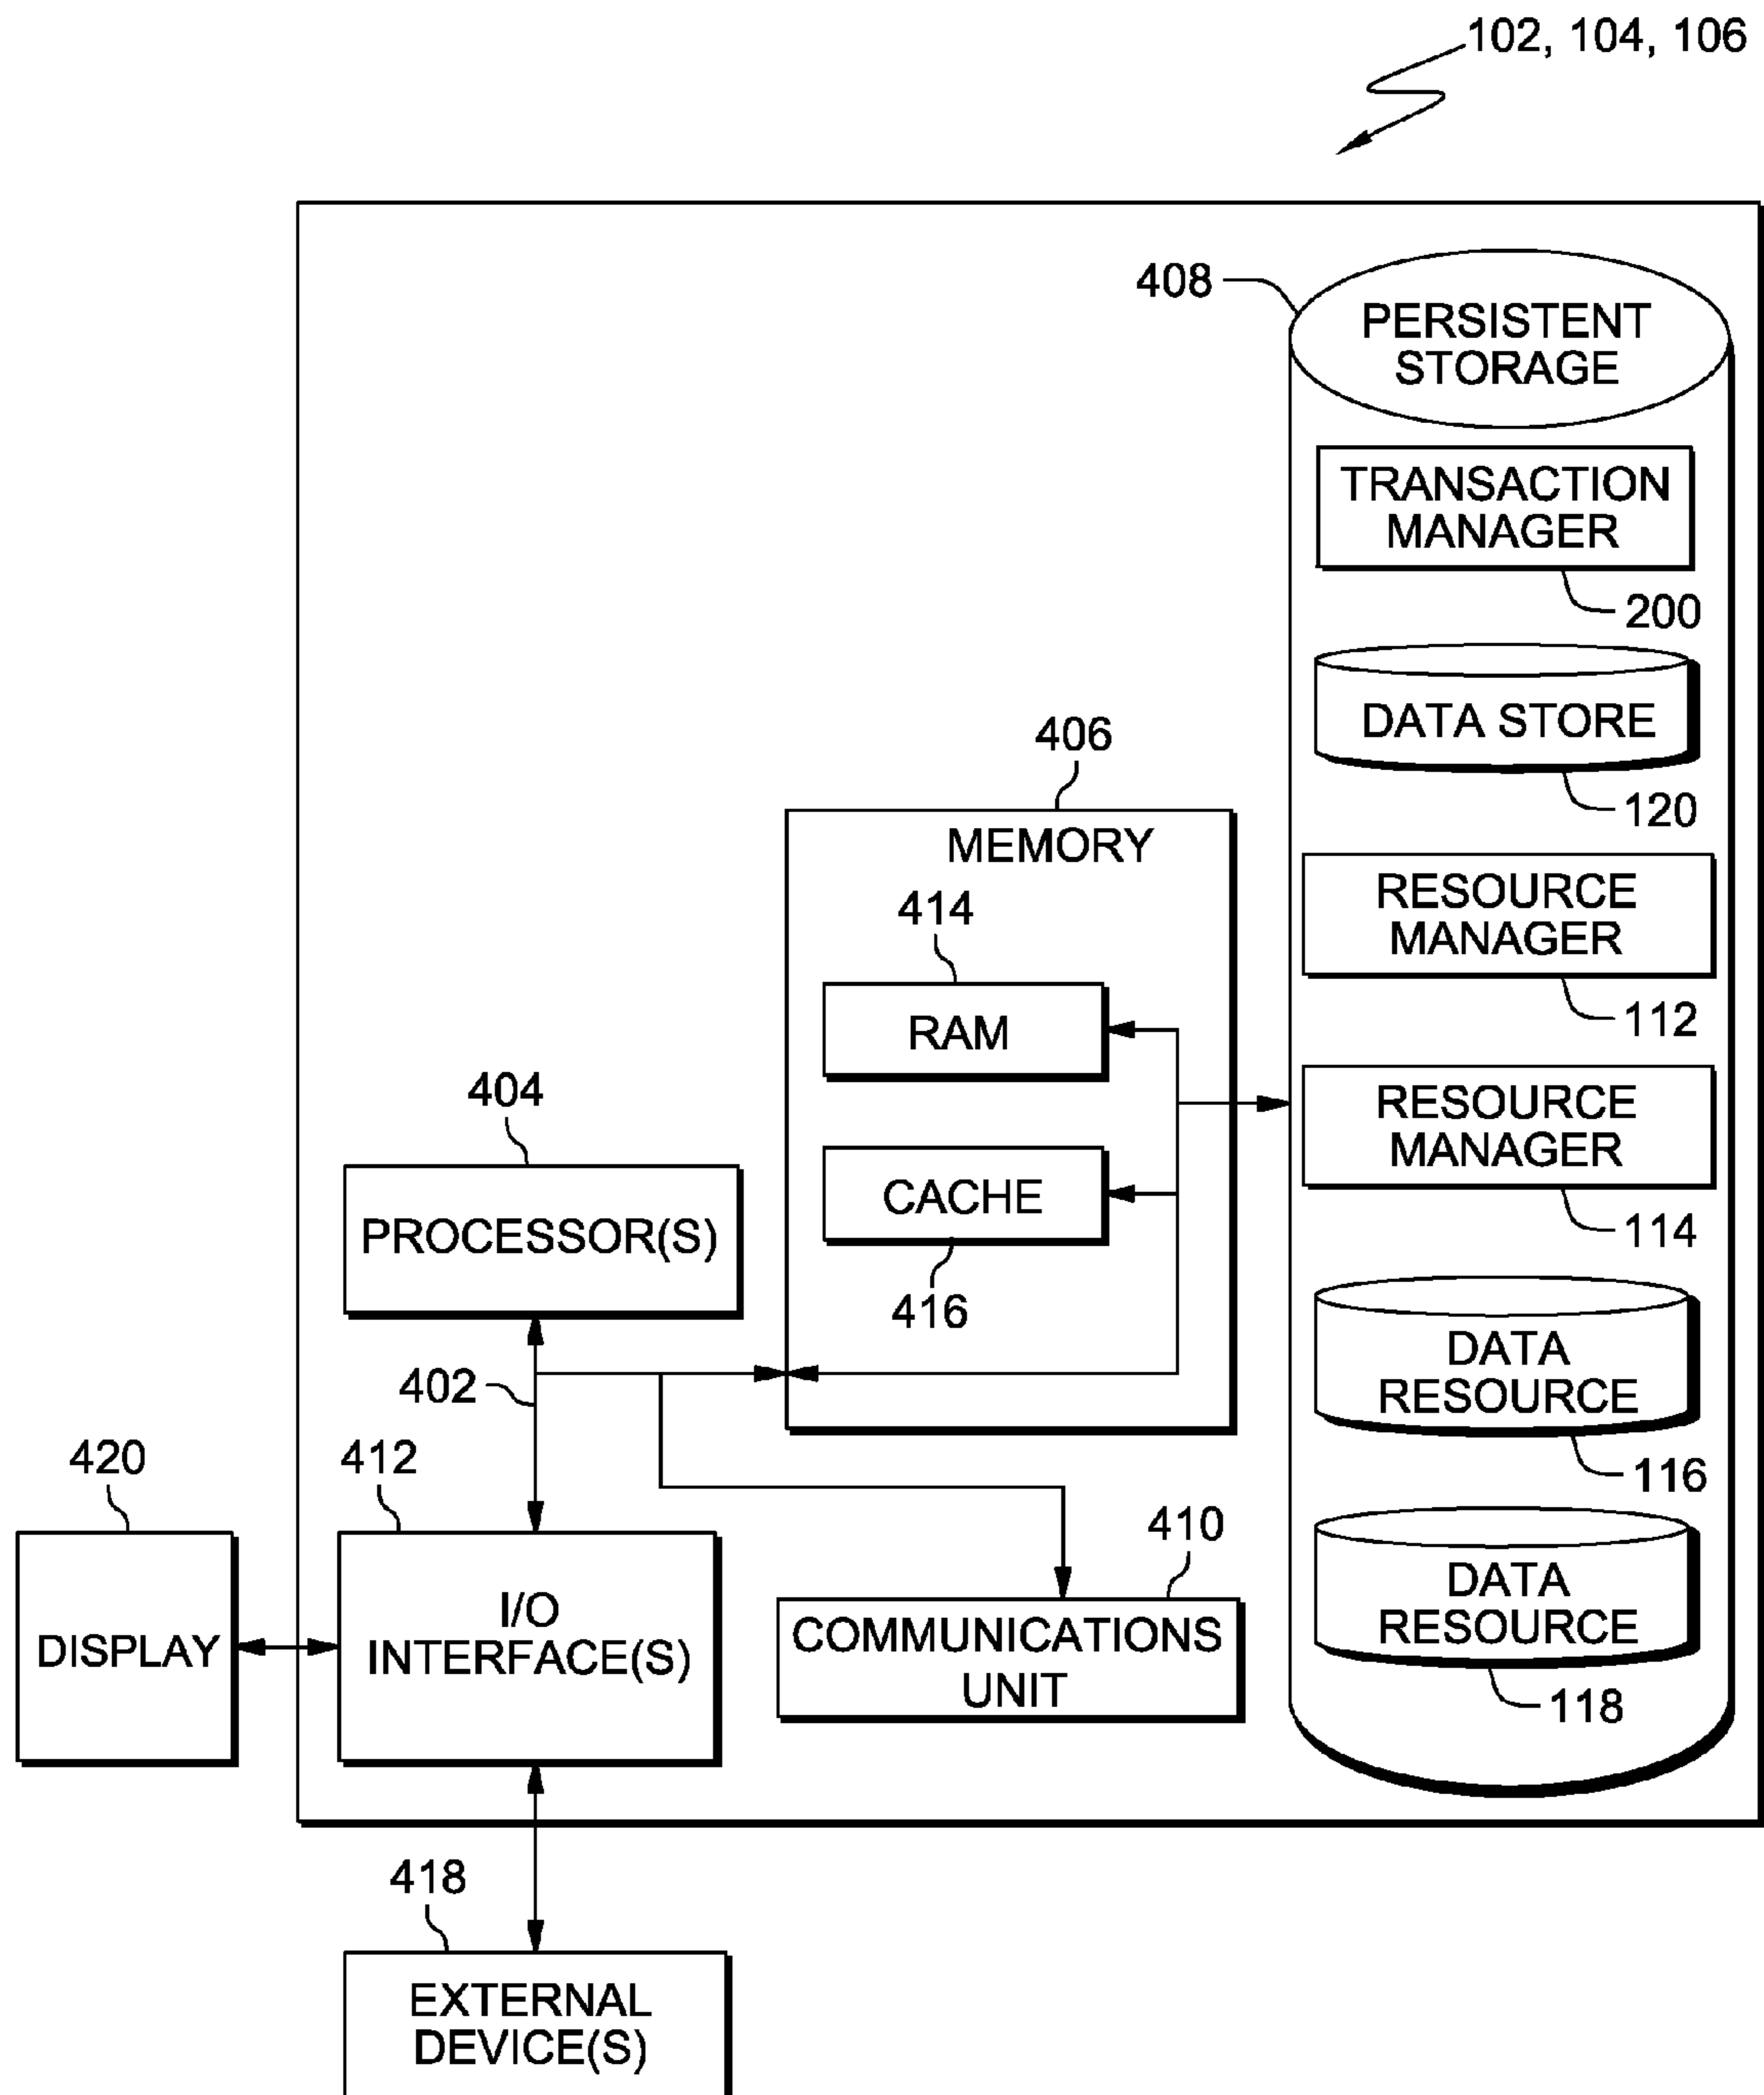 102, 104, 106
408
PERSISTENT
STORAGE
TRANSACTION
MANAGER
200
DATA STORE
120
406
MEMORY
RESOURCE
MANAGER
112
414
RAM
RESOURCE
MANAGER
114
404
PROCESSOR(S)
CACHE
416
DATA
RESOURCE
116
402
420
412
DISPLAY
I/O
INTERFACE(S)
410
COMMUNICATIONS
UNIT
DATA
RESOURCE
118
418
EXTERNAL
DEVICE(S)